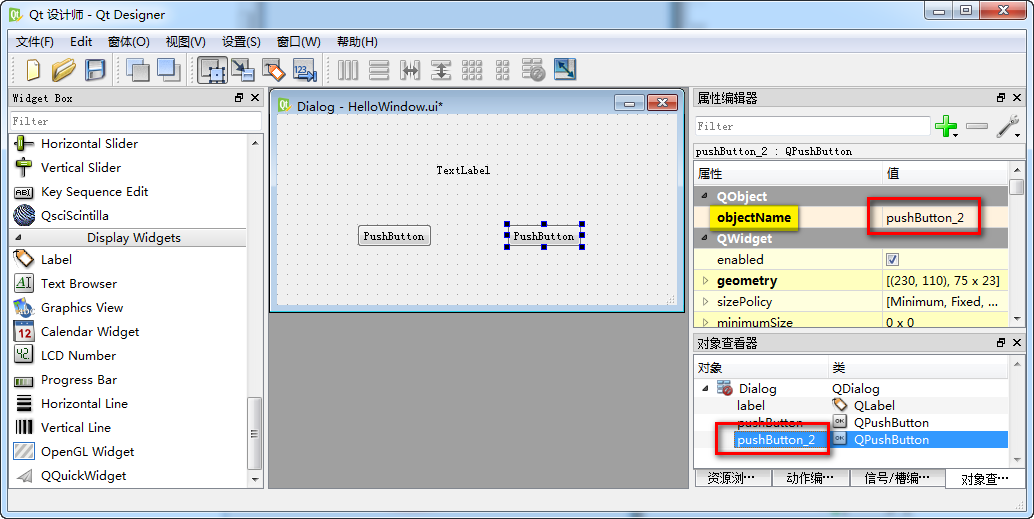 Qt 设计师 - Qt Designer
文件(F) Edit 窗体(O) 视图(V) 设置(S) 窗口(W) 帮助(H)
Widget Box
Filter
Horizontal Slider
Vertical Slider
Key Sequence Edit
QsciScintilla
Display Widgets
Label
Text Browser
Graphics View
Calendar Widget
LCD Number
Progress Bar
Horizontal Line
Vertical Line
OpenGL Widget
QQuickWidget
Dialog - HelloWindow.ui*
TextLabel
PushButton PushButton
属性编辑器
Filter
pushButton_2 : QPushButton
属性 值
QObject
objectName pushButton_2
QWidget
enabled
geometry [(230, 110), 75 x 23]
sizePolicy [Minimum, Fixed, ...
minimumSize 0 x 0
对象查看器
对象 类
Dialog QDialog
label QLabel
pushButton QPushButton
pushButton_2 QPushButton
资源浏… 动作编… 信号/槽编… 对象查…